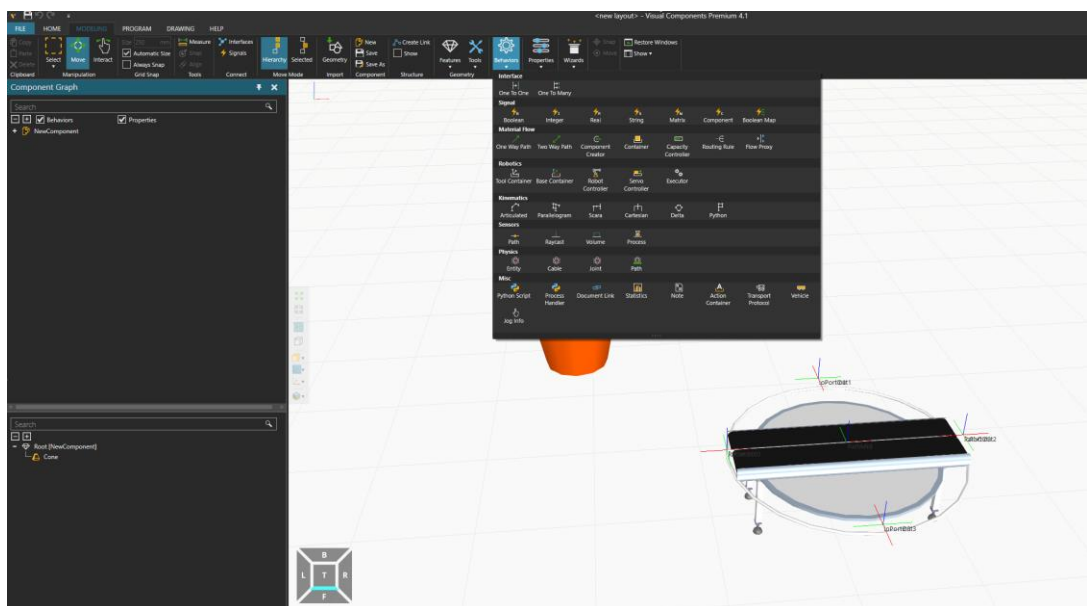 <new layout> - Visual Components Premium 4.1
FILE HOME MODELING PROGRAM DRAWING HELP
Copy
Paste
Delete
Clipboard
Select Move Interact
Manipulation
Size 250 mm
Automatic Size
Always Snap
Grid Snap
Measure
Snap
Align
Tools
Interfaces
Signals
Connect
Hierarchy Selected
Move Mode
Geometry
Import
New
Save
Save As
Component
Create Link
Show
Structure
Features Tools
Geometry
Behaviors Properties Wizards
Snap
Move
Restore Windows
Show
Component Graph
Search
Behaviors Properties
NewComponent
Interface
One To One One To Many
Signal
Boolean Integer Real String Matrix Component Boolean Map
Material Flow
One Way Path Two Way Path Component Creator Container Capacity Controller Routing Rule Flow Proxy
Robotics
Tool Container Base Container Robot Controller Servo Controller Executor
Kinematics
Articulated Parallelogram Scara Cartesian Delta Python
Sensors
Path Raycast Volume Process
Physics
Entity Cable Joint Path
Misc
Python Script Process Handler Document Link Statistics Note Action Container Transport Protocol Vehicle
Jog Info
Search
Root [NewComponent]
Cone
B
L T R
F